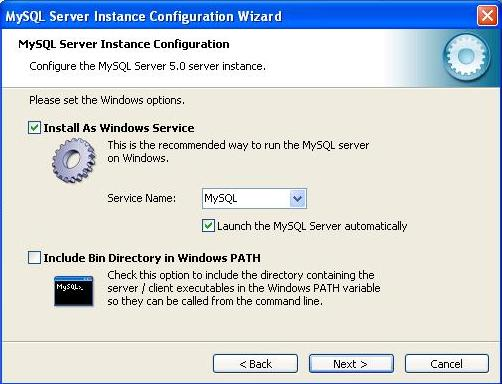 MySQL Server Instance Configuration Wizard
MySQL Server Instance Configuration
Configure the MySQL Server 5.0 server instance.
Please set the Windows options.
Install As Windows Service
This is the recommended way to run the MySQL server
on Windows.
Service Name:
MySQL
Launch the MySQL Server automatically
Include Bin Directory in Windows PATH
MySQL>_
Check this option to include the directory containing the
server / client executables in the Windows PATH variable
so they can be called from the command line.
< Back
Next >
Cancel